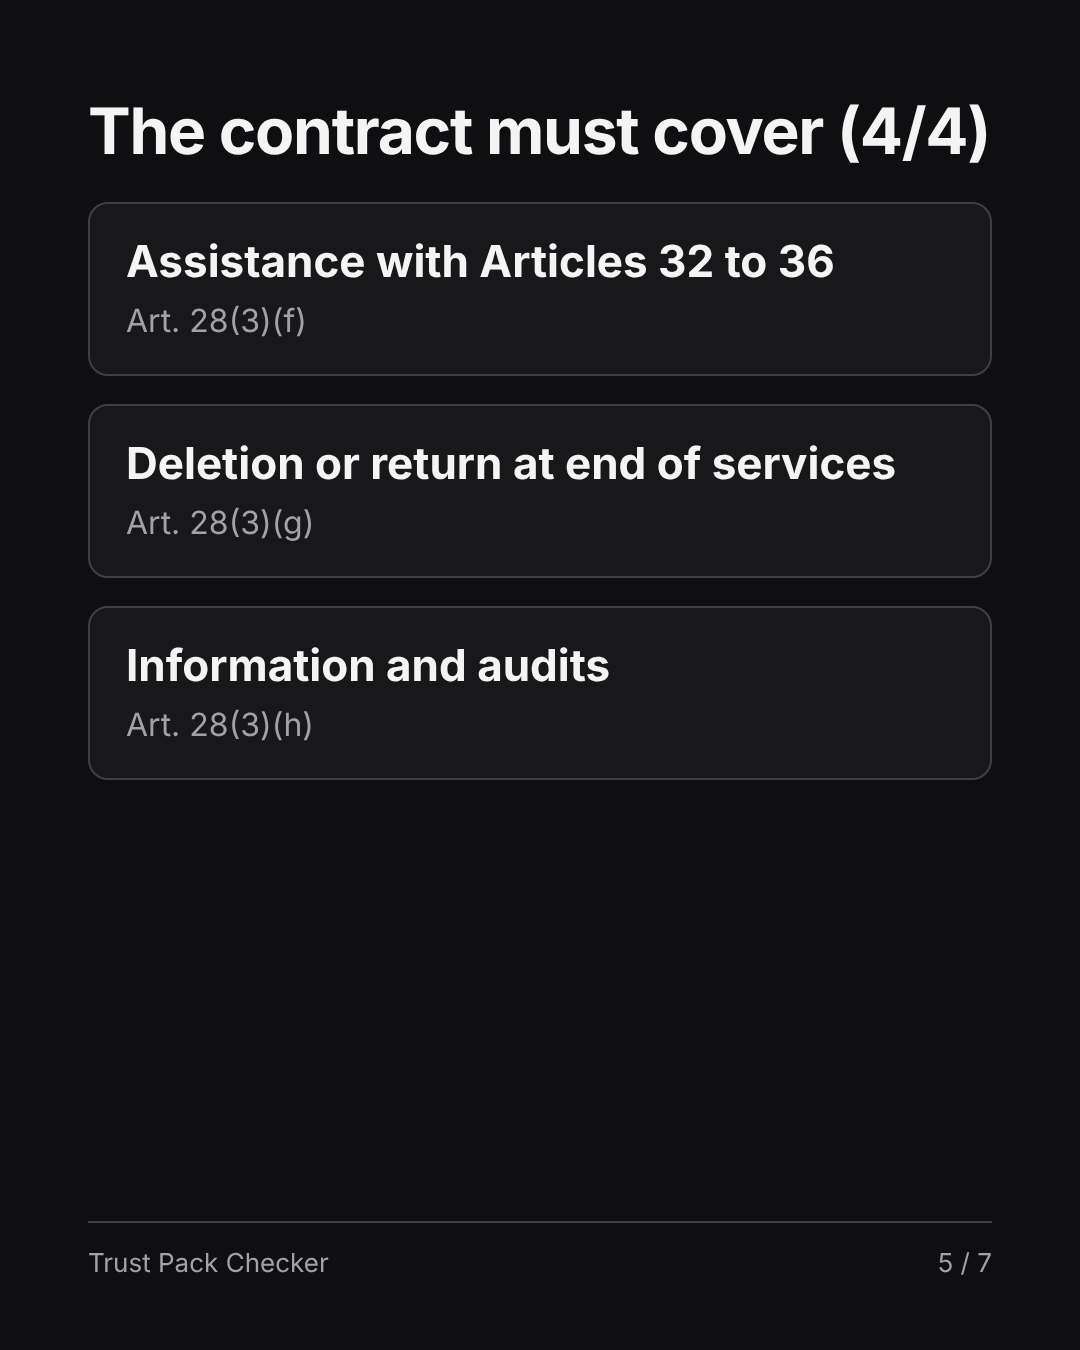 The contract must cover (4/4)
Assistance with Articles 32 to 36
Art. 28(3)(f)
Deletion or return at end of services
Art. 28(3)(g)
Information and audits
Art. 28(3)(h)
Trust Pack Checker
5 / 7